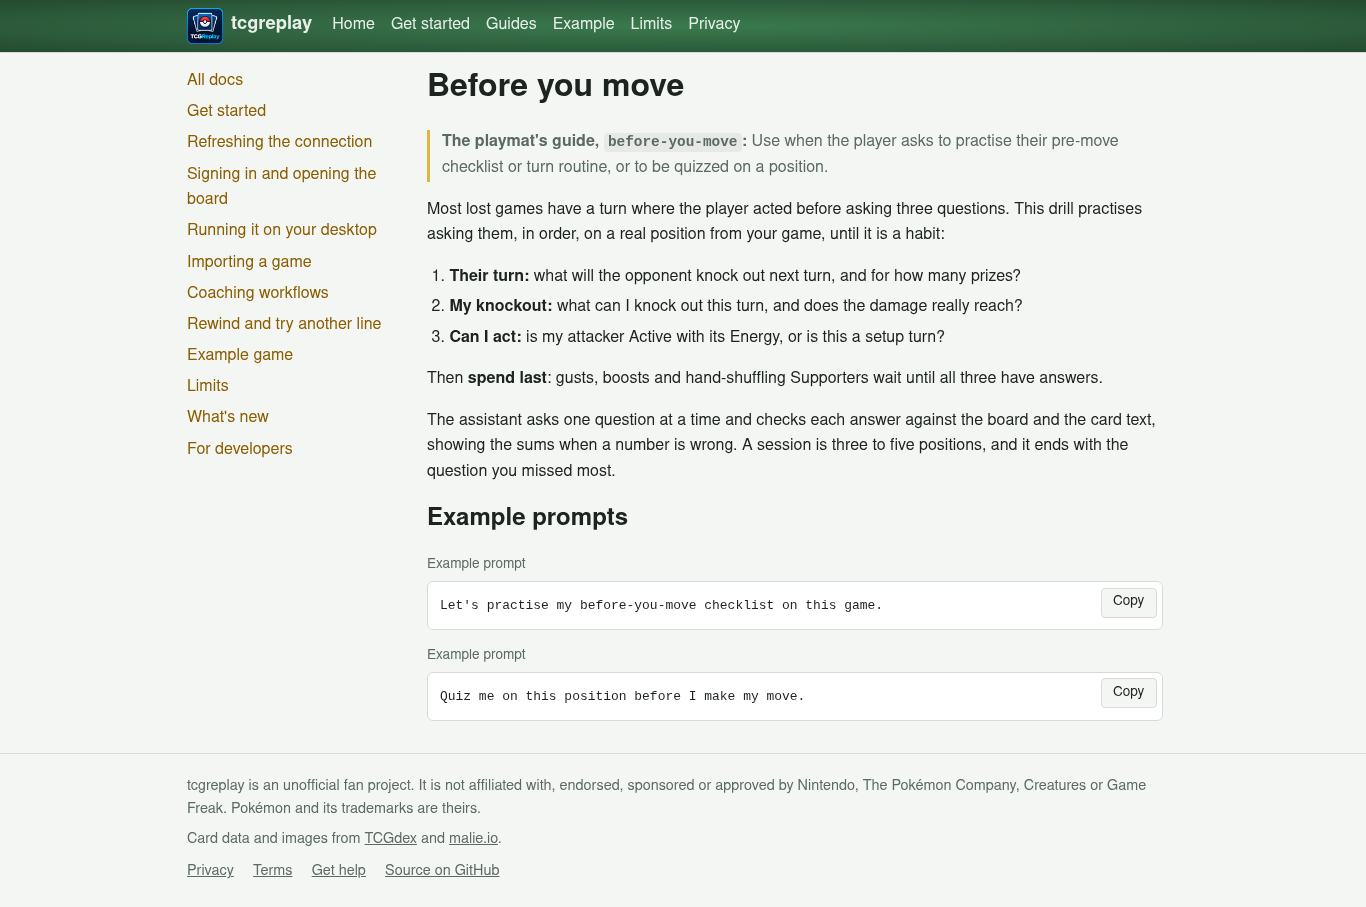 TCGReplay
tcgreplay
Home
Get started
Guides
Example
Limits
Privacy
All docs
Get started
Refreshing the connection
Signing in and opening the
board
Running it on your desktop
Importing a game
Coaching workflows
Rewind and try another line
Example game
Limits
What's new
For developers
Before you move
The playmat's guide, before-you-move: Use when the player asks to practise their pre-move
checklist or turn routine, or to be quizzed on a position.
Most lost games have a turn where the player acted before asking three questions. This drill practises
asking them, in order, on a real position from your game, until it is a habit:
1. Their turn: what will the opponent knock out next turn, and for how many prizes?
2. My knockout: what can I knock out this turn, and does the damage really reach?
3. Can I act: is my attacker Active with its Energy, or is this a setup turn?
Then spend last: gusts, boosts and hand-shuffling Supporters wait until all three have answers.
The assistant asks one question at a time and checks each answer against the board and the card text,
showing the sums when a number is wrong. A session is three to five positions, and it ends with the
question you missed most.
Example prompts
Example prompt
Let's practise my before-you-move checklist on this game.
Copy
Example prompt
Quiz me on this position before I make my move.
Copy
tcgreplay is an unofficial fan project. It is not affiliated with, endorsed, sponsored or approved by Nintendo, The Pokémon Company, Creatures or Game
Freak. Pokémon and its trademarks are theirs.
Card data and images from TCGdex and malie.io.
Privacy
Terms
Get help
Source on GitHub